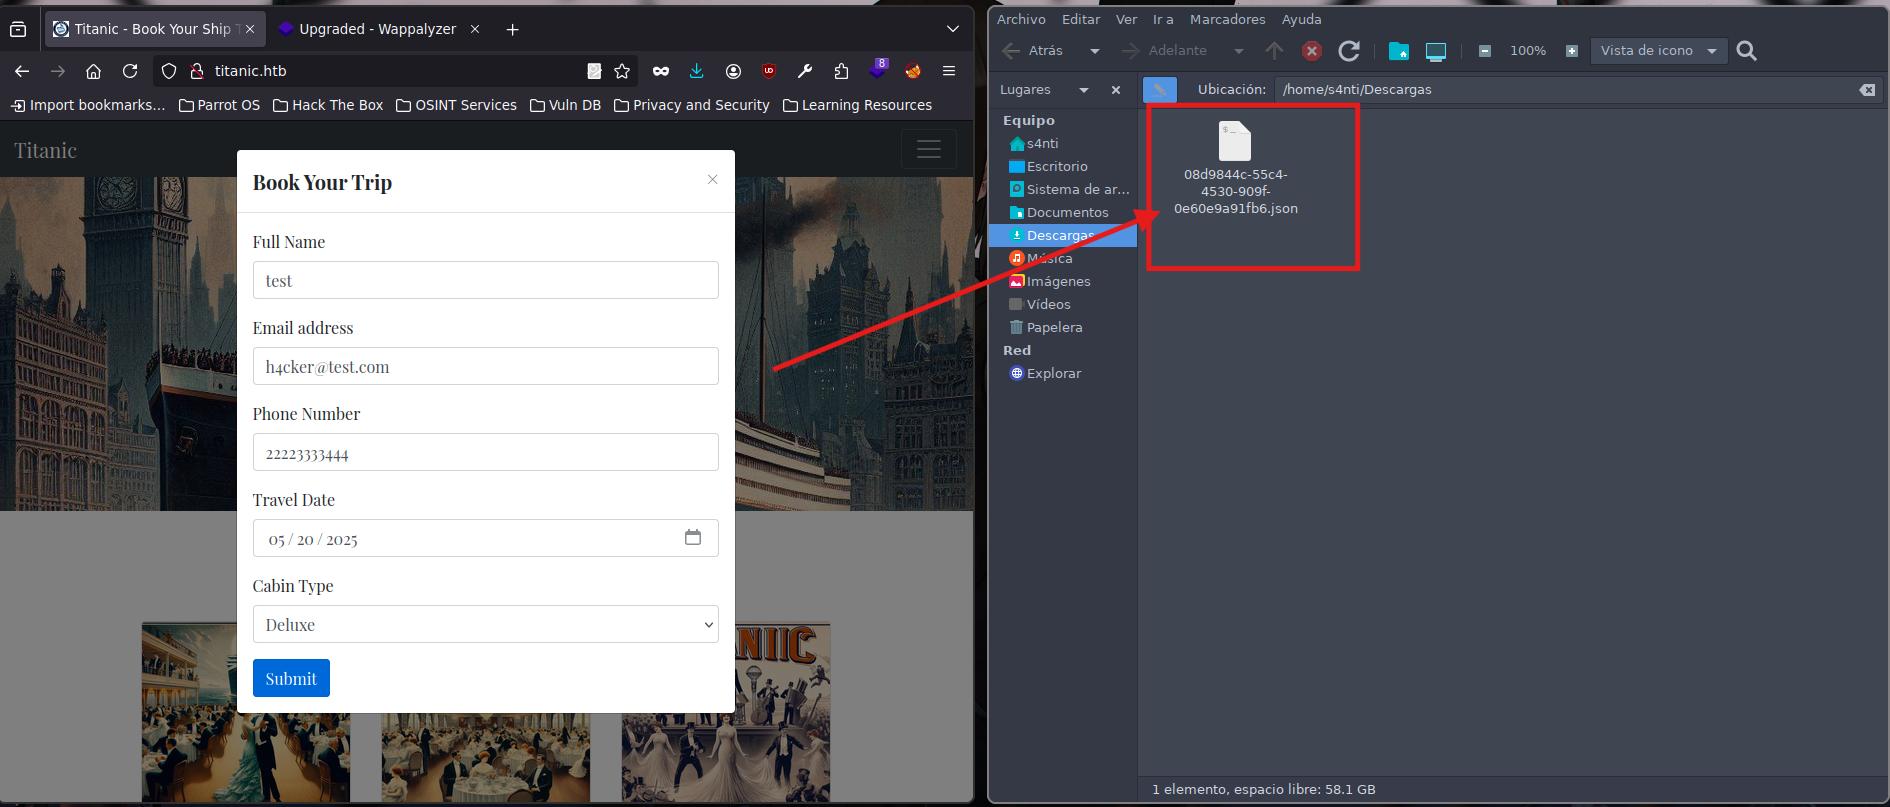 Titanic - Book Your Ship T
Upgraded - Wappalyzer
titanic.htb
8
Import bookmarks...
Parrot OS
Hack The Box
OSINT Services
Vuln DB
Privacy and Security
Learning Resources
Titanic
Book Your Trip
Full Name
test
Email address
h4cker@test.com
Phone Number
22223333444
Travel Date
05 / 20 / 2025
Cabin Type
Deluxe
Submit
Archivo Editar Ver Ir a Marcadores Ayuda
Atrás
Adelante
100%
Vista de icono
Lugares
Ubicación:
/home/s4nti/Descargas
Equipo
s4nti
Escritorio
Sistema de ar...
Documentos
Descargas
Música
Imágenes
Vídeos
Papelera
Red
Explorar
08d9844c-55c4-
4530-909f-
0e60e9a91fb6.json
1 elemento, espacio libre: 58.1 GB